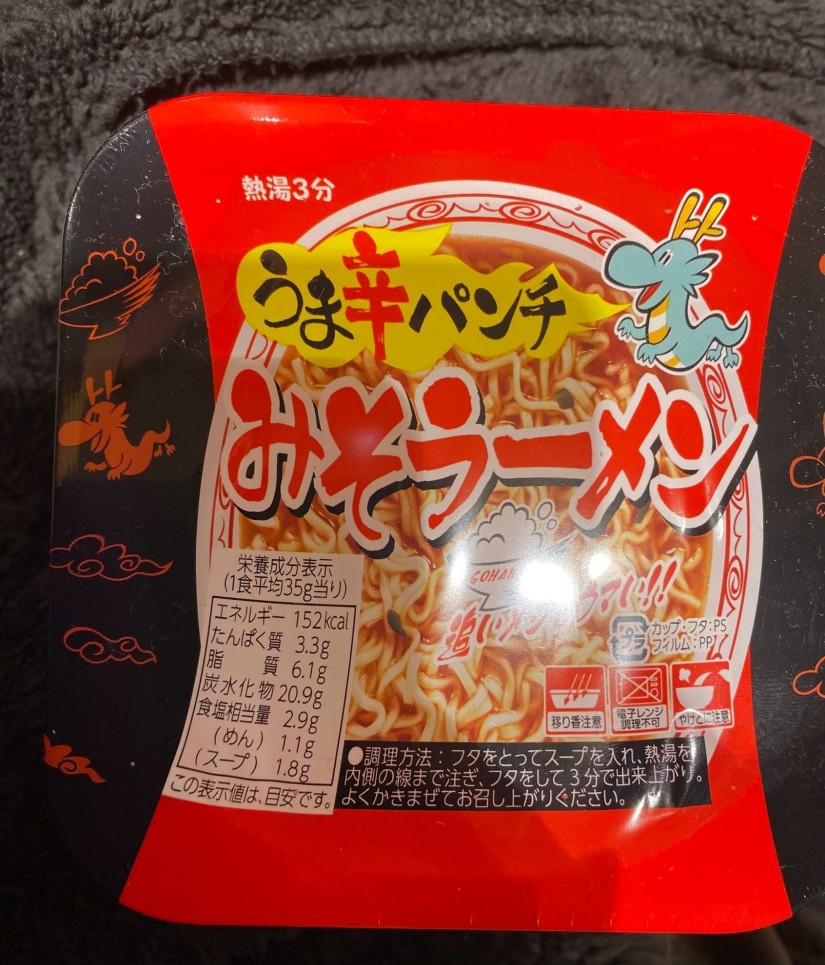 熱湯3分
うま辛パンチ
みそラーメン
GOHAN
追い
うまい!!
栄養成分表示
(1食平均35g当り)
エネルギー 152kcal
たんぱく質 3.3g
脂質 6.1g
炭水化物 20.9g
食塩相当量 2.9g
(めん) 1.1g
(スープ) 1.8g
この表示値は、目安です。
プラ
カップ・フタ:PS
フィルム:PP
移り香注意
電子レンジ調理不可
やけどに注意
●調理方法:フタをとってスープを入れ、熱湯を
内側の線まで注ぎ、フタをして3分で出来上がり。
よくかきまぜてお召し上がりください。